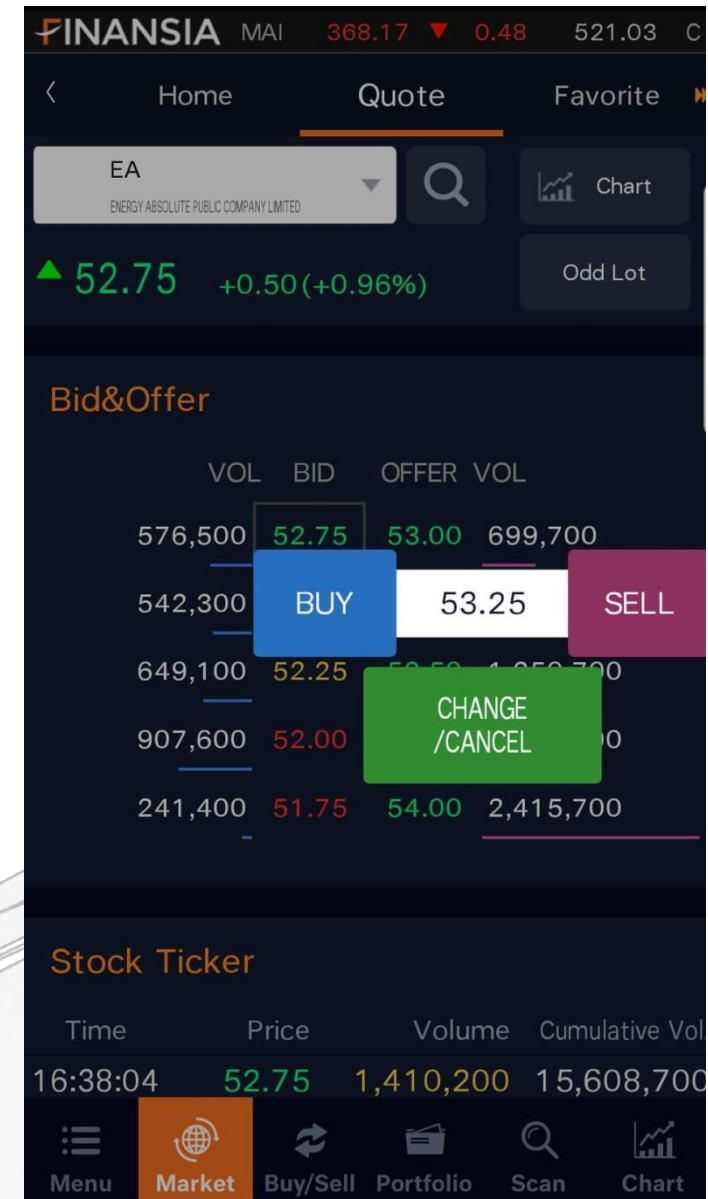 FINANSIA MAI 368.17 ▼ 0.48 521.03 C
Home Quote Favorite
EA
ENERGY ABSOLUTE PUBLIC COMPANY LIMITED
Chart
▲ 52.75 +0.50(+0.96%)
Odd Lot
Bid&Offer
VOL BID OFFER VOL
576,500 52.75 53.00 699,700
542,300 BUY 53.25 SELL
649,100 52.25
CHANGE
/CANCEL
907,600 52.00
241,400 51.75 54.00 2,415,700
Stock Ticker
Time Price Volume Cumulative Vol.
16:38:04 52.75 1,410,200 15,608,700
Menu Market Buy/Sell Portfolio Scan Chart